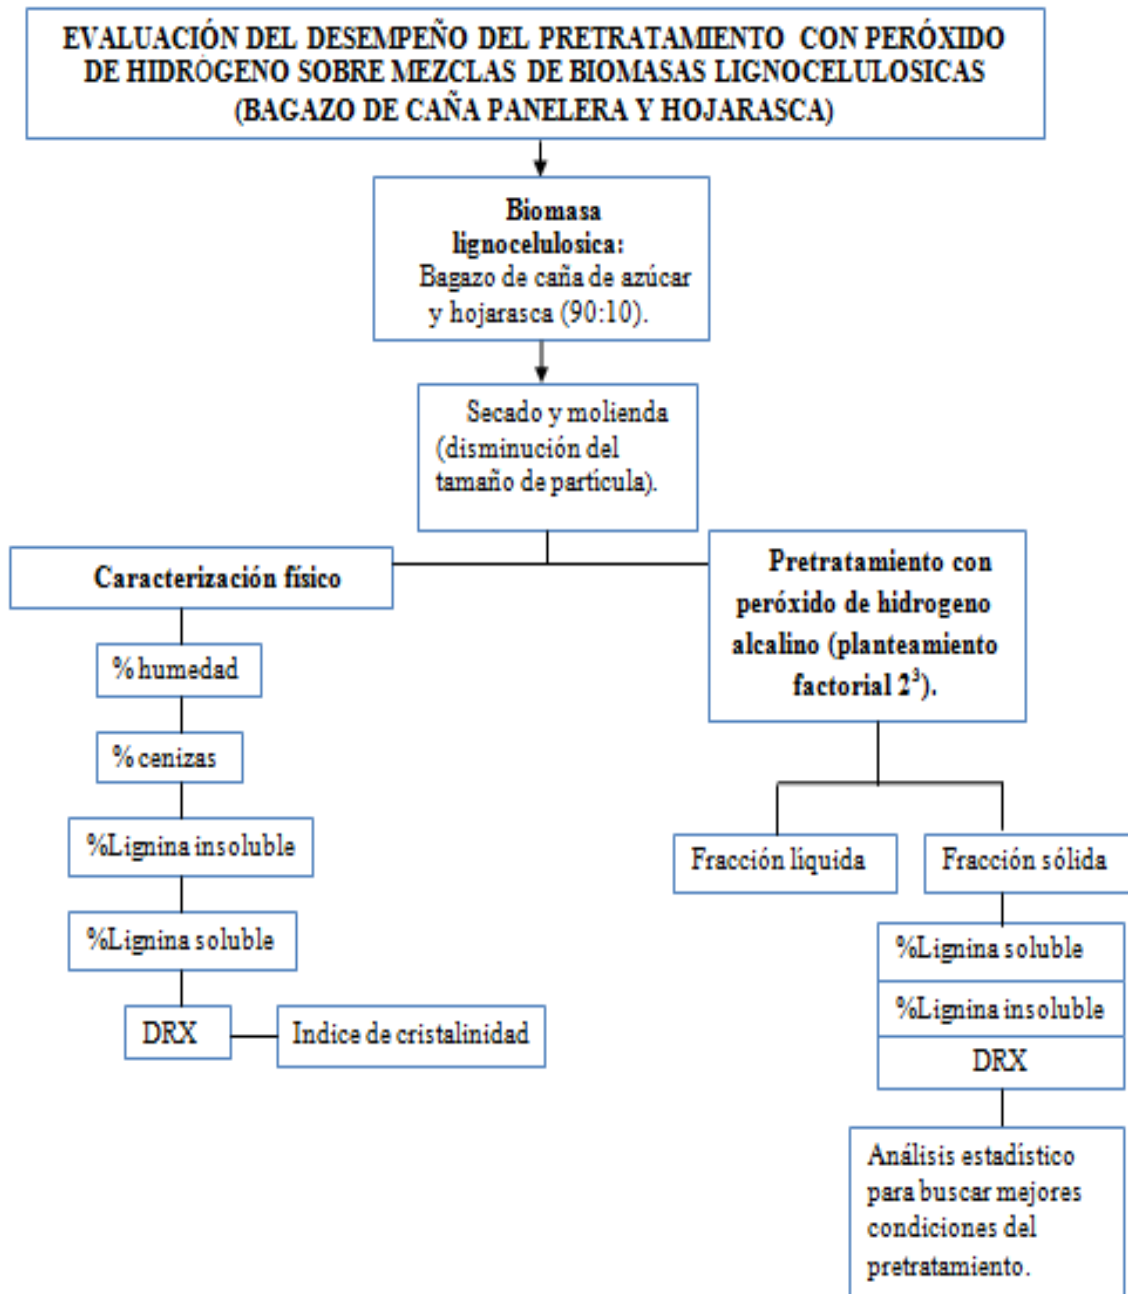 EVALUACIÓN DEL DESEMPEÑO DEL PRETRATAMIENTO CON PERÓXIDO
DE HIDRÓGENO SOBRE MEZCLAS DE BIOMASAS LIGNOCELULOSICAS
(BAGAZO DE CAÑA PANELERA Y HOJARASCA)
Biomasa
lignocelulosica:
Bagazo de caña de azúcar
y hojarasca (90:10).
Secado y molienda
(disminución del
tamaño de partícula).
Caracterización físico
% humedad
% cenizas
%Lignina insoluble
%Lignina soluble
DRX
Indice de cristalinidad
Pretratamiento con
peróxido de hidrogeno
alcalino (planteamiento
factorial 2³).
Fracción líquida
Fracción sólida
%Lignina soluble
%Lignina insoluble
DRX
Análisis estadístico
para buscar mejores
condiciones del
pretratamiento.